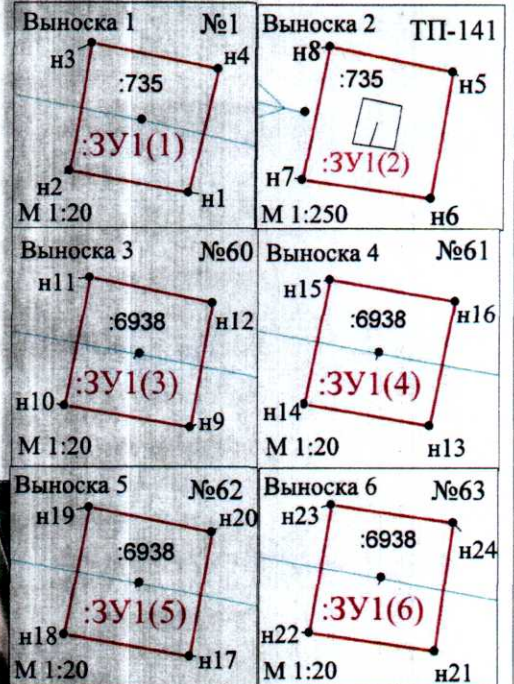 Выноска 1 №1
н3
н4
:735
:ЗУ1(1)
н2
н1
М 1:20
Выноска 2 ТП-141
н8
:735
н5
:ЗУ1(2)
н7
н6
М 1:250
Выноска 3 №60
н11
н12
:6938
:ЗУ1(3)
н10
н9
М 1:20
Выноска 4 №61
н15
н16
:6938
:ЗУ1(4)
н14
н13
М 1:20
Выноска 5 №62
н19
н20
:6938
:ЗУ1(5)
н18
н17
М 1:20
Выноска 6 №63
н23
н24
:6938
:ЗУ1(6)
н22
н21
М 1:20